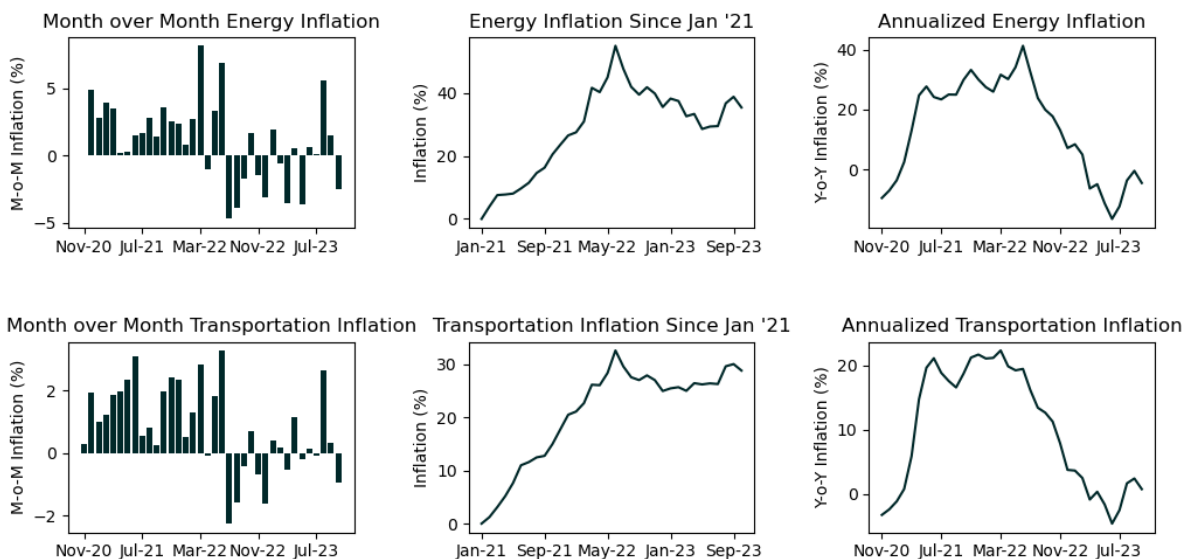 Month over Month Energy Inflation
M-o-M Inflation (%)
5
0
−5
Nov-20 Jul-21 Mar-22 Nov-22 Jul-23
Energy Inflation Since Jan '21
Inflation (%)
40
20
0
Jan-21 Sep-21 May-22 Jan-23 Sep-23
Annualized Energy Inflation
Y-o-Y Inflation (%)
40
20
0
Nov-20 Jul-21 Mar-22 Nov-22 Jul-23
Month over Month Transportation Inflation
M-o-M Inflation (%)
2
0
−2
Nov-20 Jul-21 Mar-22 Nov-22 Jul-23
Transportation Inflation Since Jan '21
Inflation (%)
30
20
10
0
Jan-21 Sep-21 May-22 Jan-23 Sep-23
Annualized Transportation Inflation
Y-o-Y Inflation (%)
20
10
0
Nov-20 Jul-21 Mar-22 Nov-22 Jul-23